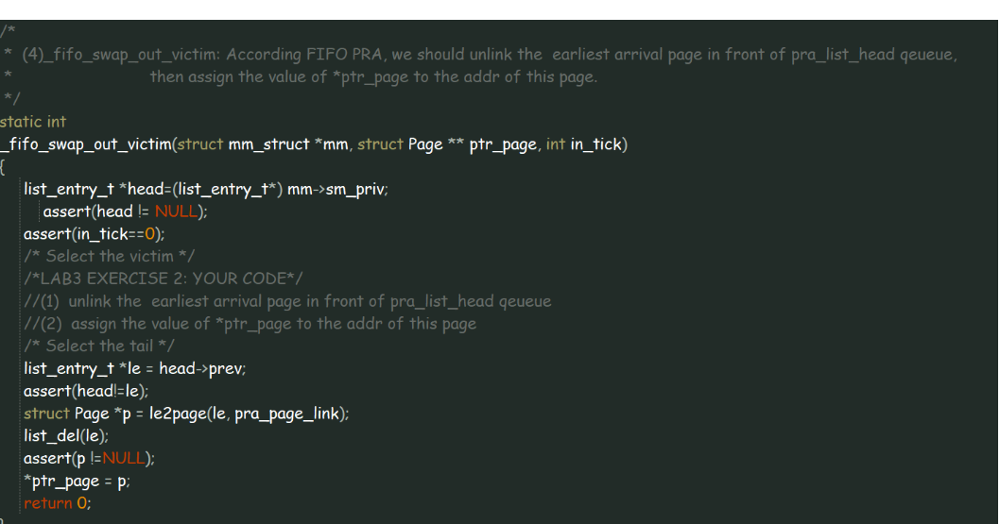 /*
 * (4)_fifo_swap_out_victim: According FIFO PRA, we should unlink the  earliest arrival page in front of pra_list_head qeueue,
 *                            then assign the value of *ptr_page to the addr of this page.
 */
static int
_fifo_swap_out_victim(struct mm_struct *mm, struct Page ** ptr_page, int in_tick)
{
    list_entry_t *head=(list_entry_t*) mm->sm_priv;
        assert(head != NULL);
    assert(in_tick==0);
    /* Select the victim */
    /*LAB3 EXERCISE 2: YOUR CODE*/
    //(1)  unlink the  earliest arrival page in front of pra_list_head qeueue
    //(2)  assign the value of *ptr_page to the addr of this page
    /* Select the tail */
    list_entry_t *le = head->prev;
    assert(head!=le);
    struct Page *p = le2page(le, pra_page_link);
    list_del(le);
    assert(p !=NULL);
    *ptr_page = p;
    return 0;